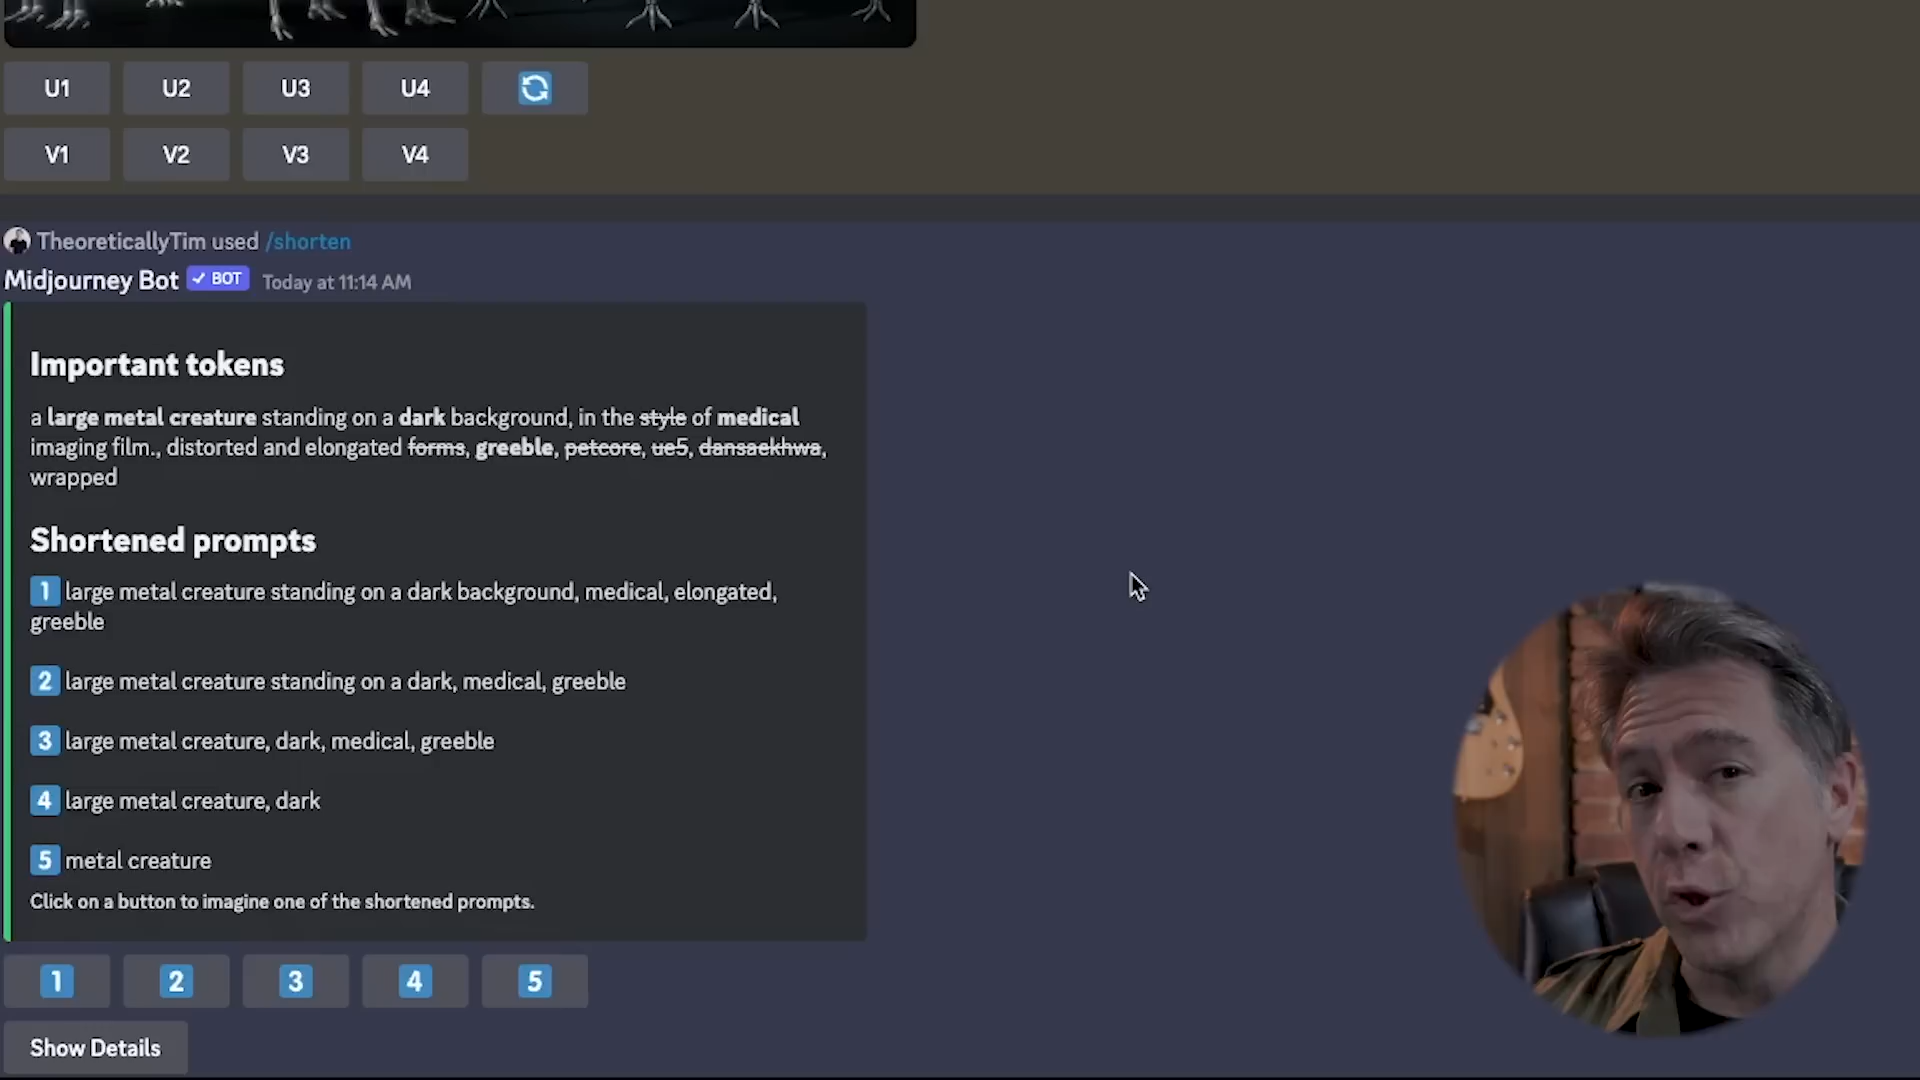 U1 U2 U3 U4
V1 V2 V3 V4
TheoreticallyTim used /shorten
Midjourney Bot ✓ BOT Today at 11:14 AM
Important tokens
a large metal creature standing on a dark background, in the style of medical
imaging film., distorted and elongated forms, greeble, petcore, ue5, dansaekhwa,
wrapped
Shortened prompts
1 large metal creature standing on a dark background, medical, elongated,
greeble
2 large metal creature standing on a dark, medical, greeble
3 large metal creature, dark, medical, greeble
4 large metal creature, dark
5 metal creature
Click on a button to imagine one of the shortened prompts.
1 2 3 4 5
Show Details